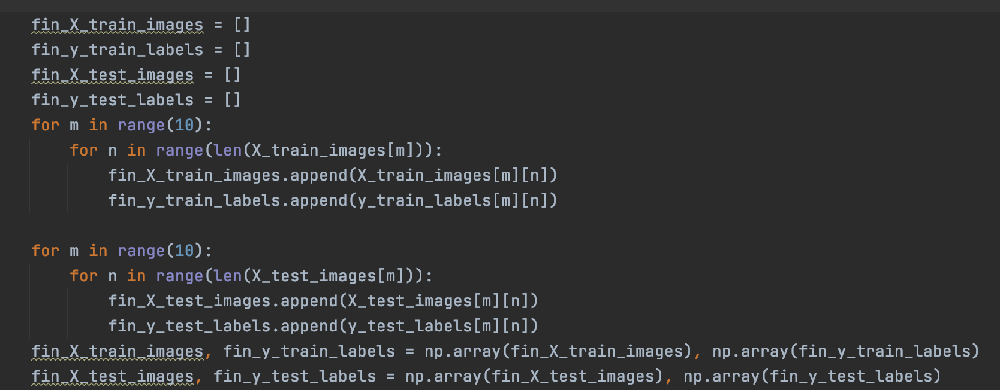 fin_X_train_images = []
fin_y_train_labels = []
fin_X_test_images = []
fin_y_test_labels = []
for m in range(10):
    for n in range(len(X_train_images[m])):
        fin_X_train_images.append(X_train_images[m][n])
        fin_y_train_labels.append(y_train_labels[m][n])

for m in range(10):
    for n in range(len(X_test_images[m])):
        fin_X_test_images.append(X_test_images[m][n])
        fin_y_test_labels.append(y_test_labels[m][n])
fin_X_train_images, fin_y_train_labels = np.array(fin_X_train_images), np.array(fin_y_train_labels)
fin_X_test_images, fin_y_test_labels = np.array(fin_X_test_images), np.array(fin_y_test_labels)